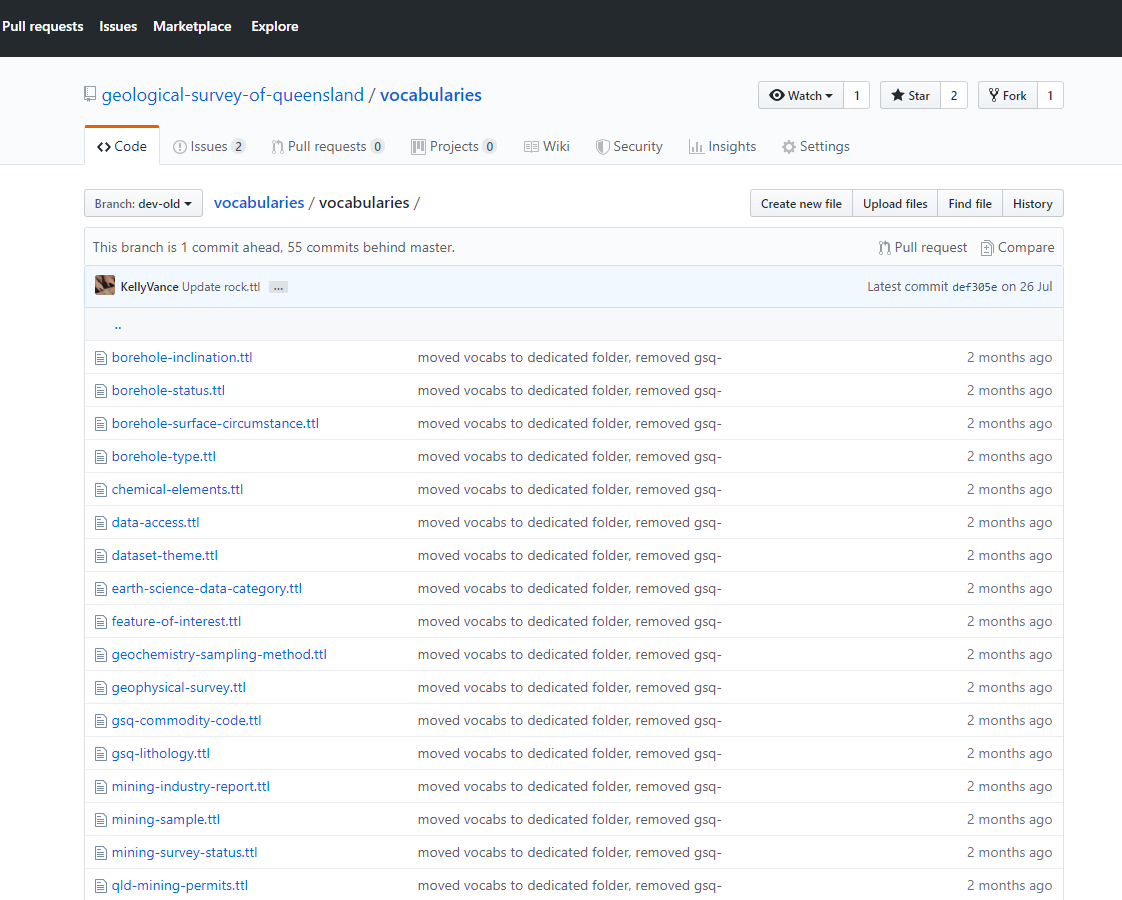 Pull requests Issues Marketplace Explore
geological-survey-of-queensland / vocabularies
Watch 1 Star 2 Fork 1
Code Issues 2 Pull requests 0 Projects 0 Wiki Security Insights Settings
Branch: dev-old vocabularies / vocabularies / Create new file Upload files Find file History
This branch is 1 commit ahead, 55 commits behind master. Pull request Compare
KellyVance Update rock.ttl ... Latest commit def305e on 26 Jul
..
borehole-inclination.ttl moved vocabs to dedicated folder, removed gsq- 2 months ago
borehole-status.ttl moved vocabs to dedicated folder, removed gsq- 2 months ago
borehole-surface-circumstance.ttl moved vocabs to dedicated folder, removed gsq- 2 months ago
borehole-type.ttl moved vocabs to dedicated folder, removed gsq- 2 months ago
chemical-elements.ttl moved vocabs to dedicated folder, removed gsq- 2 months ago
data-access.ttl moved vocabs to dedicated folder, removed gsq- 2 months ago
dataset-theme.ttl moved vocabs to dedicated folder, removed gsq- 2 months ago
earth-science-data-category.ttl moved vocabs to dedicated folder, removed gsq- 2 months ago
feature-of-interest.ttl moved vocabs to dedicated folder, removed gsq- 2 months ago
geochemistry-sampling-method.ttl moved vocabs to dedicated folder, removed gsq- 2 months ago
geophysical-survey.ttl moved vocabs to dedicated folder, removed gsq- 2 months ago
gsq-commodity-code.ttl moved vocabs to dedicated folder, removed gsq- 2 months ago
gsq-lithology.ttl moved vocabs to dedicated folder, removed gsq- 2 months ago
mining-industry-report.ttl moved vocabs to dedicated folder, removed gsq- 2 months ago
mining-sample.ttl moved vocabs to dedicated folder, removed gsq- 2 months ago
mining-survey-status.ttl moved vocabs to dedicated folder, removed gsq- 2 months ago
qld-mining-permits.ttl moved vocabs to dedicated folder, removed gsq- 2 months ago